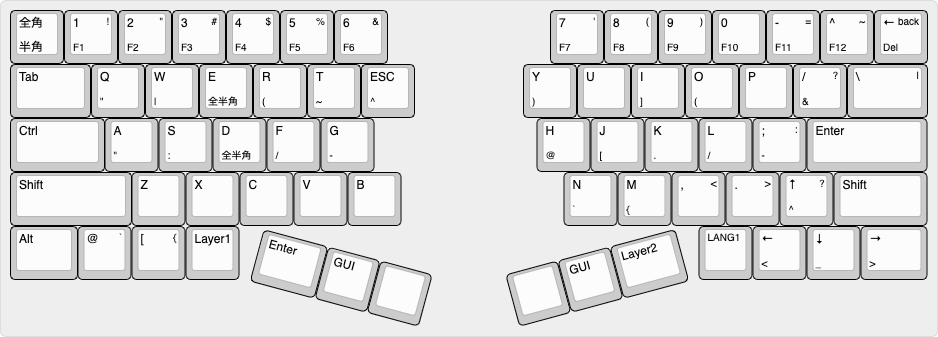 全角 1 ! 2 " 3 # 4 $ 5 % 6 & 7 ' 8 ( 9 ) 0 - = ^ ~ ← back
半角 F1 F2 F3 F4 F5 F6 F7 F8 F9 F10 F11 F12 Del
Tab Q W E R T ESC Y U I O P / ? \ |
" | 全半角 ( ~ ^ ) ] ( &
Ctrl A S D F G H J K L ; : Enter
" : 全半角 / - @ [ . / -
Shift Z X C V B N M , < . > ↑ ? Shift
` { ^
Alt @ ` [ { Layer1 Enter GUI GUI Layer2 LANG1 ← ↓ →
< _ >